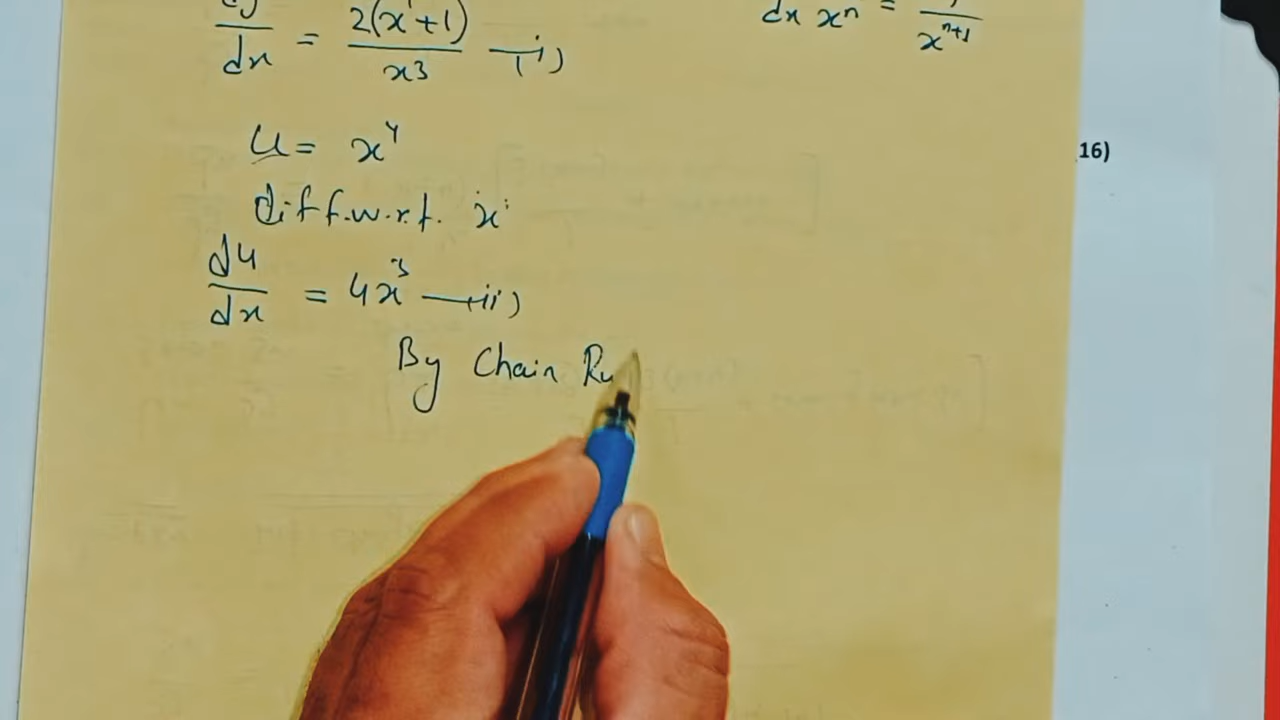 dy/dx = 2(x⁴+1)/x³ —i)
d/dx xⁿ = /xⁿ⁺¹
u = x⁴
diff.w.r.t. 'x'
du/dx = 4x³ —ii)
By Chain Ru
16)